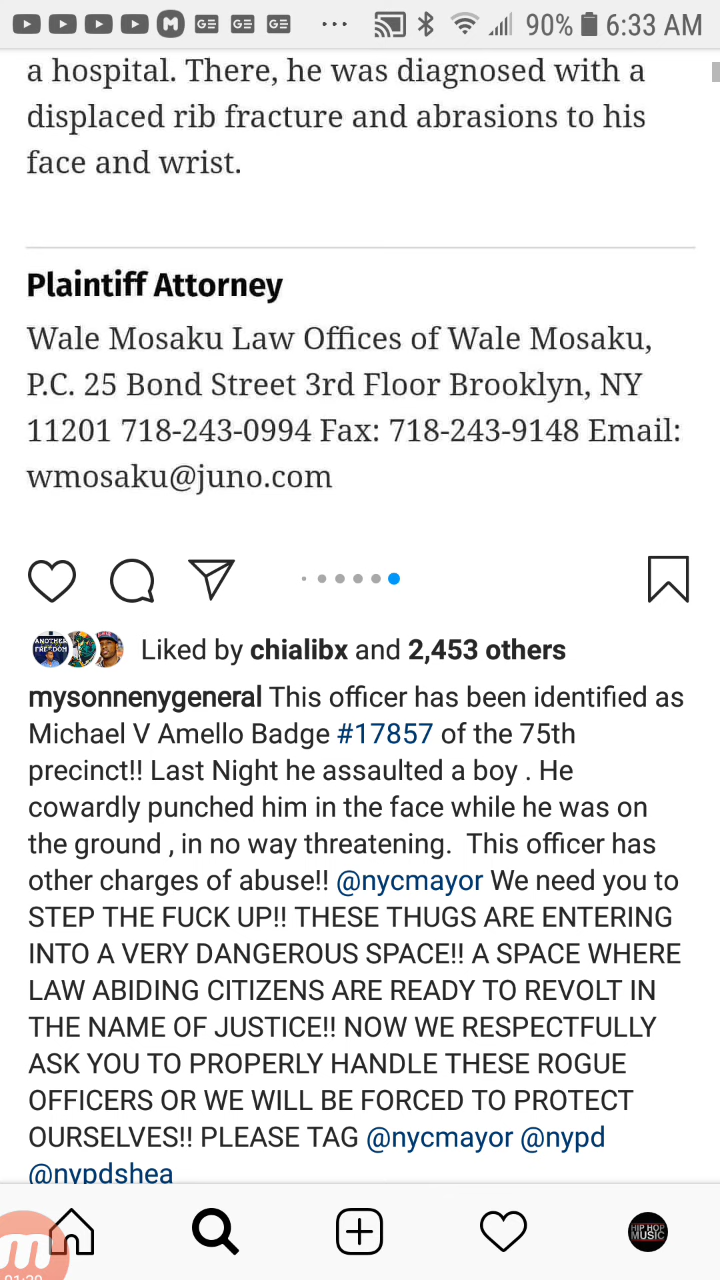 90% 6:33 AM
a hospital. There, he was diagnosed with a
displaced rib fracture and abrasions to his
face and wrist.
Plaintiff Attorney
Wale Mosaku Law Offices of Wale Mosaku,
P.C. 25 Bond Street 3rd Floor Brooklyn, NY
11201 718-243-0994 Fax: 718-243-9148 Email:
wmosaku@juno.com
ANOTHER
FREEDOM
Liked by chialibx and 2,453 others
mysonnenygeneral This officer has been identified as
Michael V Amello Badge #17857 of the 75th
precinct!! Last Night he assaulted a boy . He
cowardly punched him in the face while he was on
the ground , in no way threatening.  This officer has
other charges of abuse!! @nycmayor We need you to
STEP THE FUCK UP!! THESE THUGS ARE ENTERING
INTO A VERY DANGEROUS SPACE!! A SPACE WHERE
LAW ABIDING CITIZENS ARE READY TO REVOLT IN
THE NAME OF JUSTICE!! NOW WE RESPECTFULLY
ASK YOU TO PROPERLY HANDLE THESE ROGUE
OFFICERS OR WE WILL BE FORCED TO PROTECT
OURSELVES!! PLEASE TAG @nycmayor @nypd
@nypdshea
HIP HOP
MUSIC
01:20